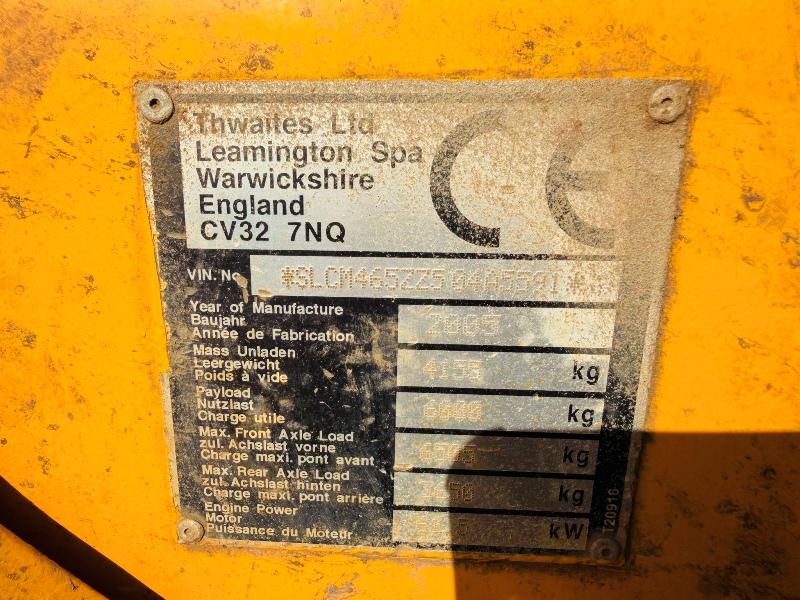 Thwaites Ltd
Leamington Spa
Warwickshire
England
CV32 7NQ
CE
VIN. No *SLCM465ZZ504A5591*
Year of Manufacture
Baujahr 2005
Année de Fabrication
Mass Unladen
Leergewicht 4155 kg
Poids à vide
Payload
Nutzlast 6000 kg
Charge utile
Max. Front Axle Load
zul. Achslast vorne kg
Charge maxi. pont avant
Max. Rear Axle Load
zul. Achslast hinten kg
Charge maxi. pont arrière
Engine Power
Motor kW
Puissance du Moteur
T20916